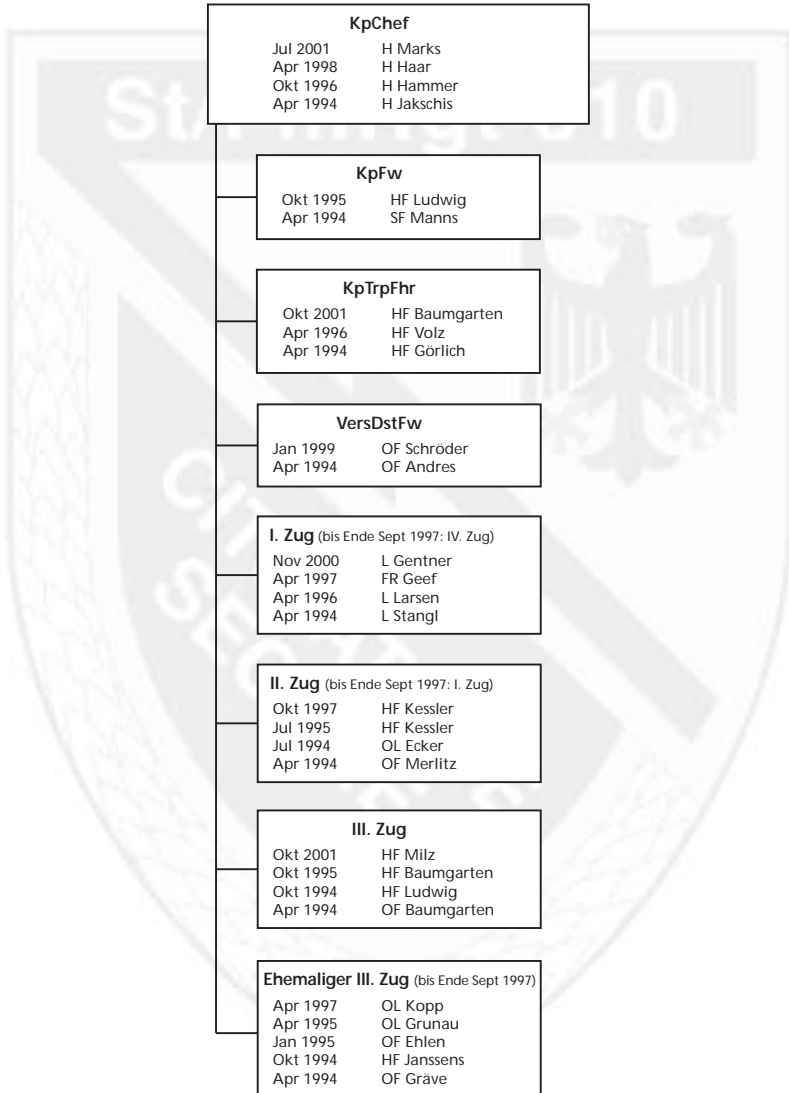 KpChef
Jul 2001 H Marks
Apr 1998 H Haar
Okt 1996 H Hammer
Apr 1994 H Jakschis
KpFw
Okt 1995 HF Ludwig
Apr 1994 SF Manns
KpTrpFhr
Okt 2001 HF Baumgarten
Apr 1996 HF Volz
Apr 1994 HF Görlich
VersDstFw
Jan 1999 OF Schröder
Apr 1994 OF Andres
I. Zug (bis Ende Sept 1997: IV. Zug)
Nov 2000 L Gentner
Apr 1997 FR Geef
Apr 1996 L Larsen
Apr 1994 L Stangl
II. Zug (bis Ende Sept 1997: I. Zug)
Okt 1997 HF Kessler
Jul 1995 HF Kessler
Jul 1994 OL Ecker
Apr 1994 OF Merlitz
III. Zug
Okt 2001 HF Milz
Okt 1995 HF Baumgarten
Okt 1994 HF Ludwig
Apr 1994 OF Baumgarten
Ehemaliger III. Zug (bis Ende Sept 1997)
Apr 1997 OL Kopp
Apr 1995 OL Grunau
Jan 1995 OF Ehlen
Okt 1994 HF Janssens
Apr 1994 OF Gräve